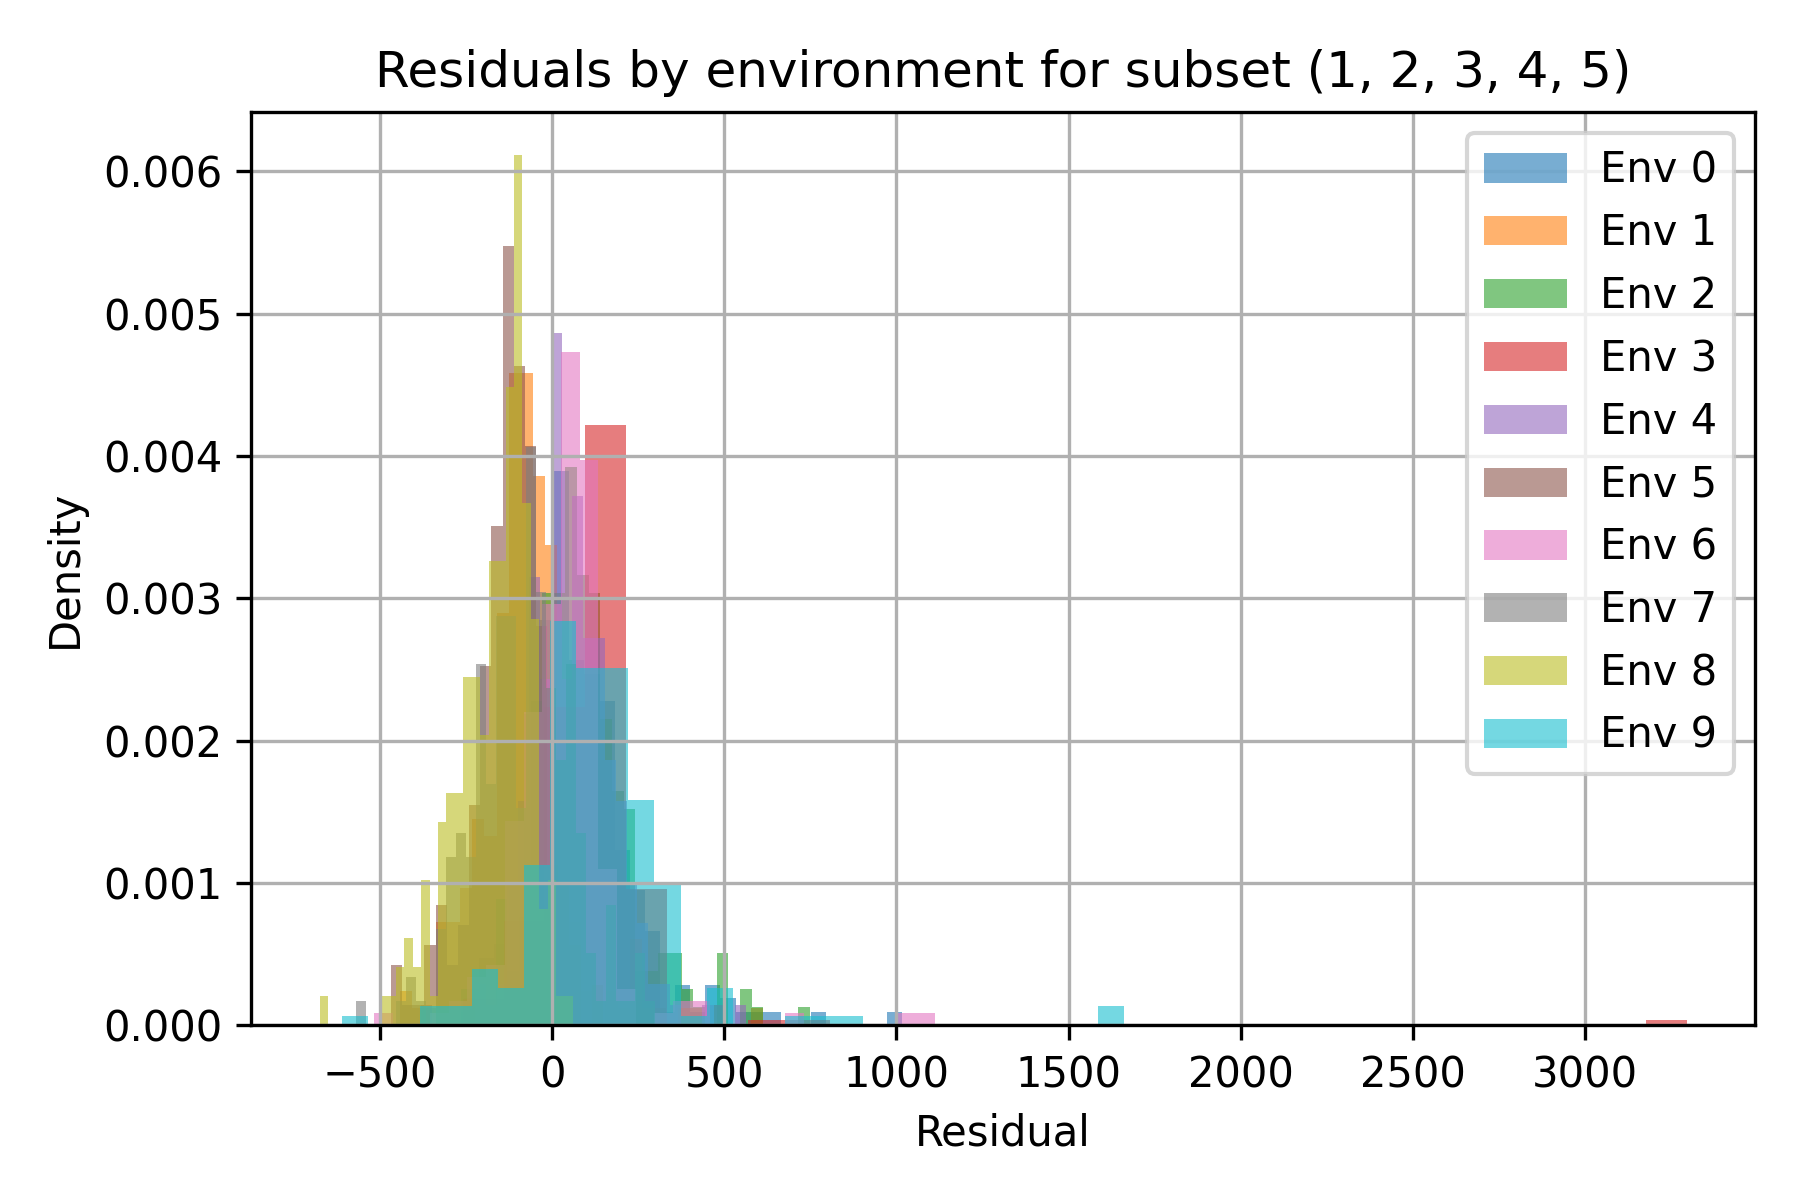 Residuals by environment for subset (1, 2, 3, 4, 5)
0.006
0.005
0.004
0.003
0.002
0.001
0.000
Density
−500
0
500
1000
1500
2000
2500
3000
Residual
Env 0
Env 1
Env 2
Env 3
Env 4
Env 5
Env 6
Env 7
Env 8
Env 9